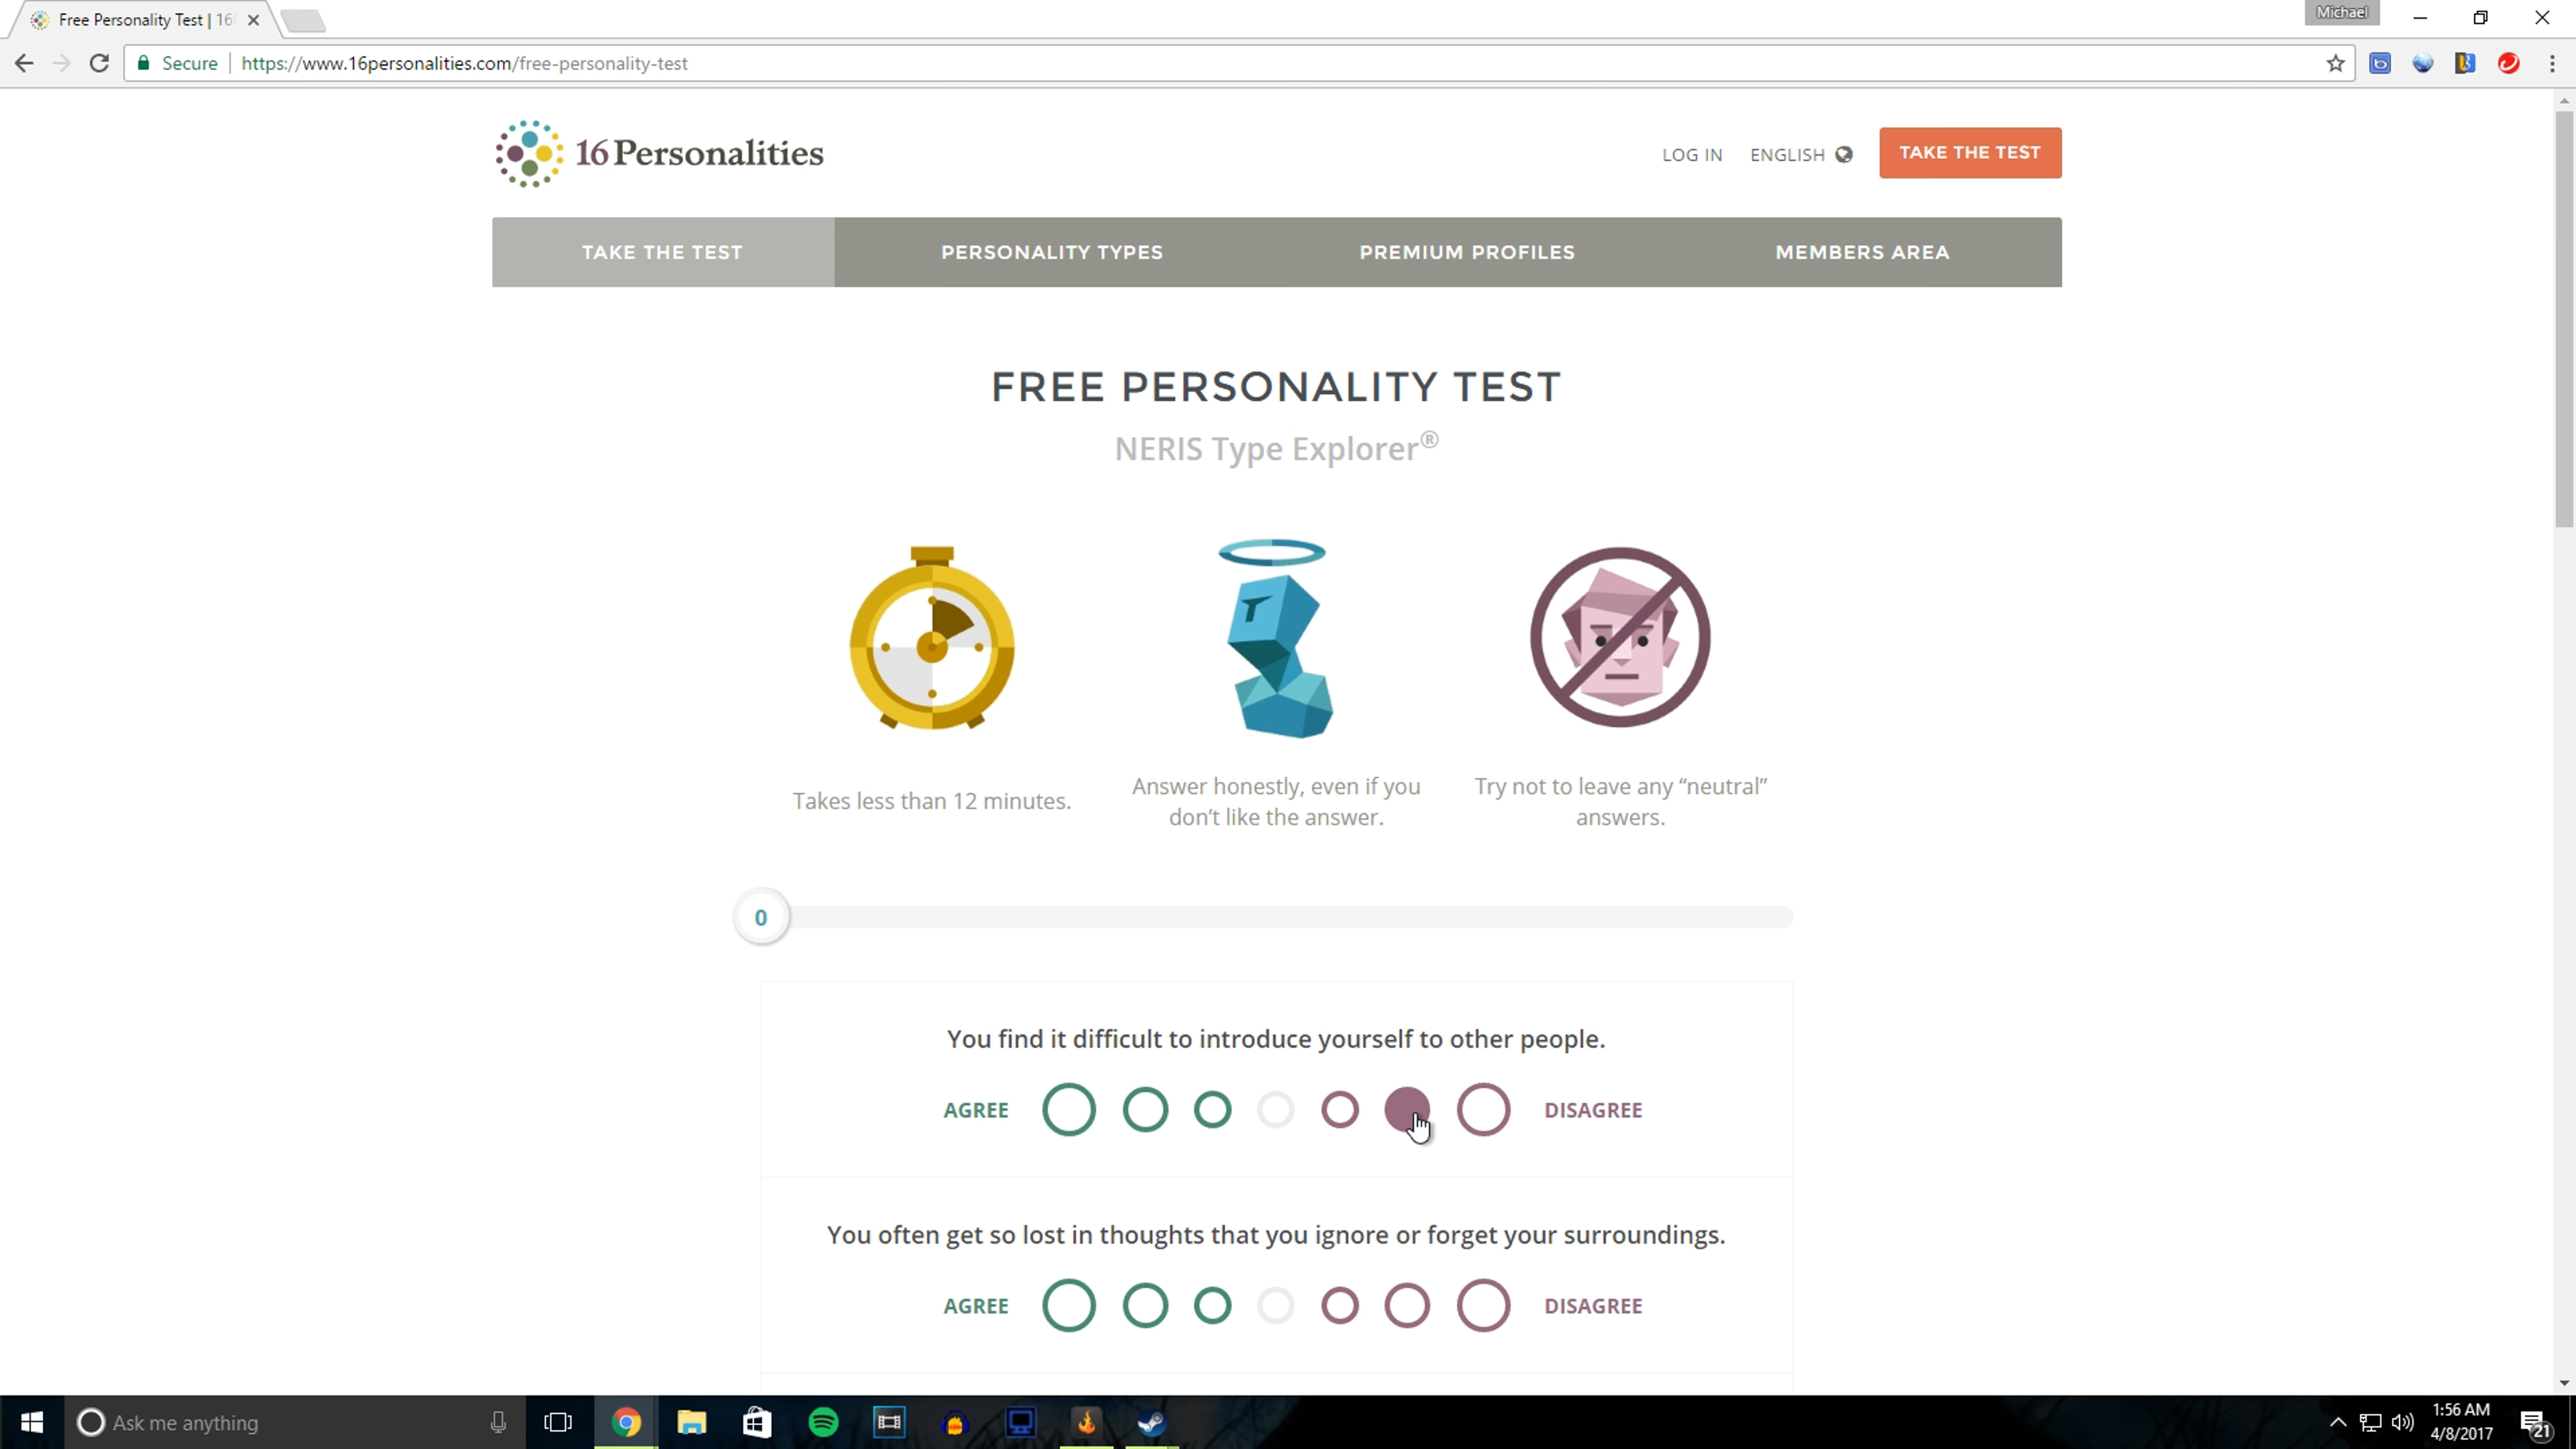 Free Personality Test | 16
Michael
Secure
https://www.16personalities.com/free-personality-test
16Personalities
LOG IN
ENGLISH
TAKE THE TEST
TAKE THE TEST
PERSONALITY TYPES
PREMIUM PROFILES
MEMBERS AREA
FREE PERSONALITY TEST
NERIS Type Explorer®
Takes less than 12 minutes.
Answer honestly, even if you
don’t like the answer.
Try not to leave any “neutral”
answers.
0
You find it difficult to introduce yourself to other people.
AGREE
DISAGREE
You often get so lost in thoughts that you ignore or forget your surroundings.
AGREE
DISAGREE
Ask me anything
1:56 AM
4/8/2017
21